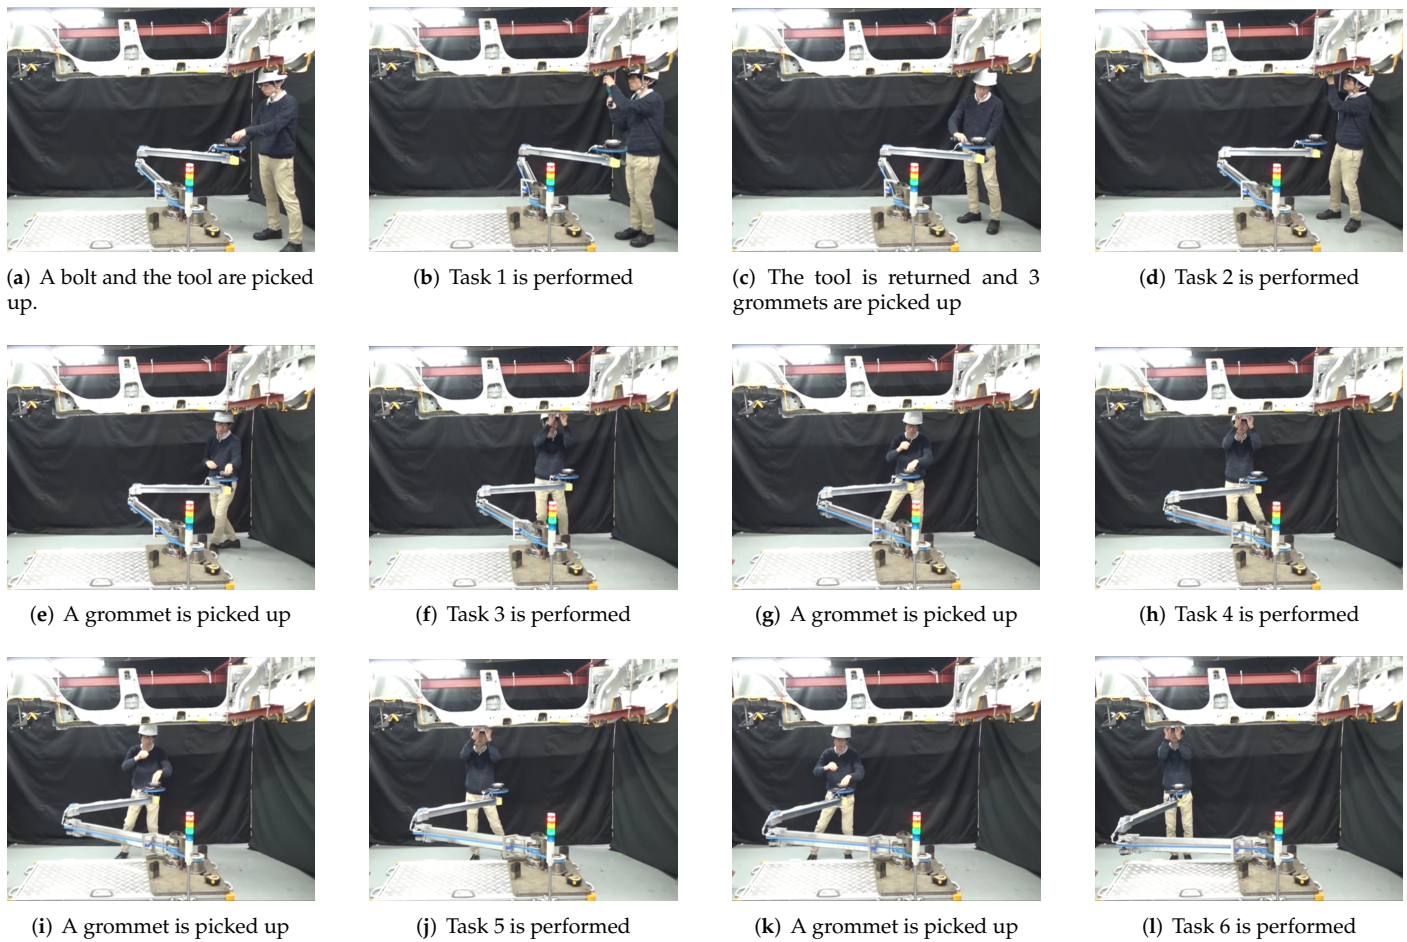 (a) A bolt and the tool are picked
up.
(b) Task 1 is performed
(c) The tool is returned and 3
grommets are picked up
(d) Task 2 is performed
(e) A grommet is picked up
(f) Task 3 is performed
(g) A grommet is picked up
(h) Task 4 is performed
(i) A grommet is picked up
(j) Task 5 is performed
(k) A grommet is picked up
(l) Task 6 is performed